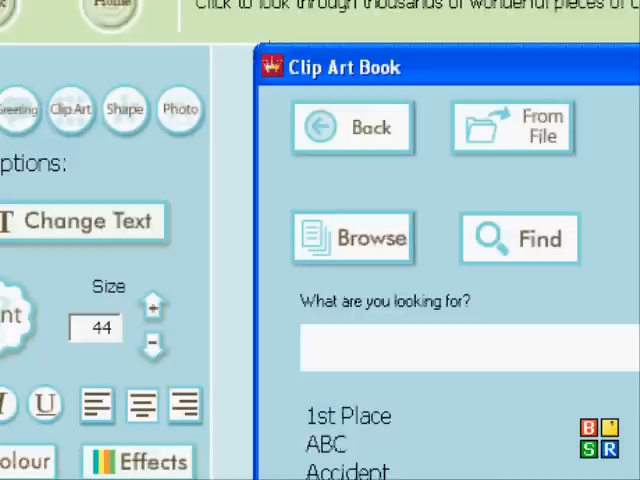 Home
Click to look through thousands of wonderful pieces of
Clip Art Book
Greeting
Clip Art
Shape
Photo
Back
From
File
ptions:
T Change Text
Browse
Find
Size
What are you looking for?
nt
44
+
-
I
U
1st Place
ABC
Accident
olour
Effects
B
S R